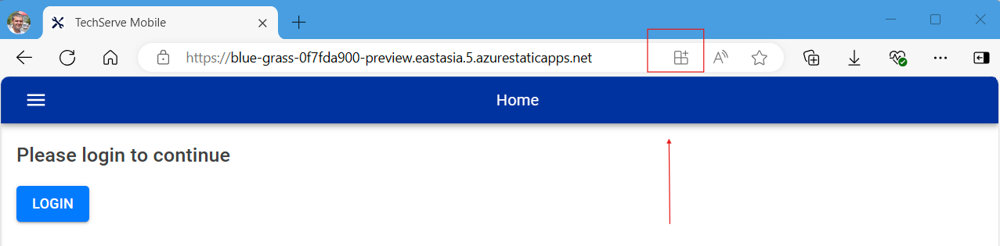 TechServe Mobile
https://blue-grass-0f7fda900-preview.eastasia.5.azurestaticapps.net
Home
Please login to continue
LOGIN